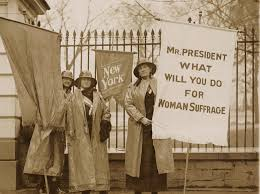 New
York
MR. PRESIDENT
WHAT
WILL YOU DO
FOR
WOMAN SUFFRAGE